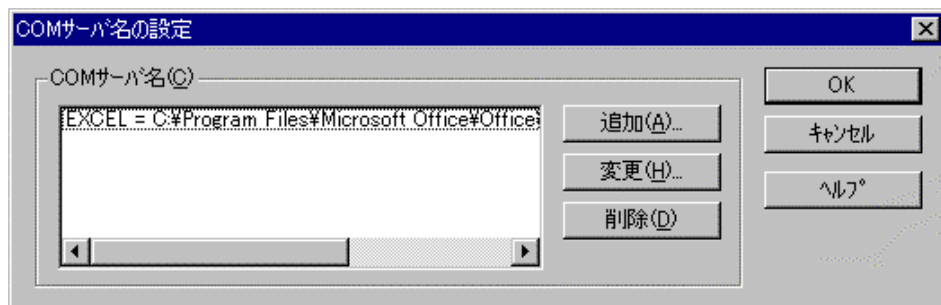 COMｻｰﾊﾞ名の設定
COMｻｰﾊﾞ名(C)
EXCEL = C:¥Program Files¥Microsoft Office¥Office¥
追加(A)...
変更(H)...
削除(D)
OK
ｷｬﾝｾﾙ
ﾍﾙﾌﾟ